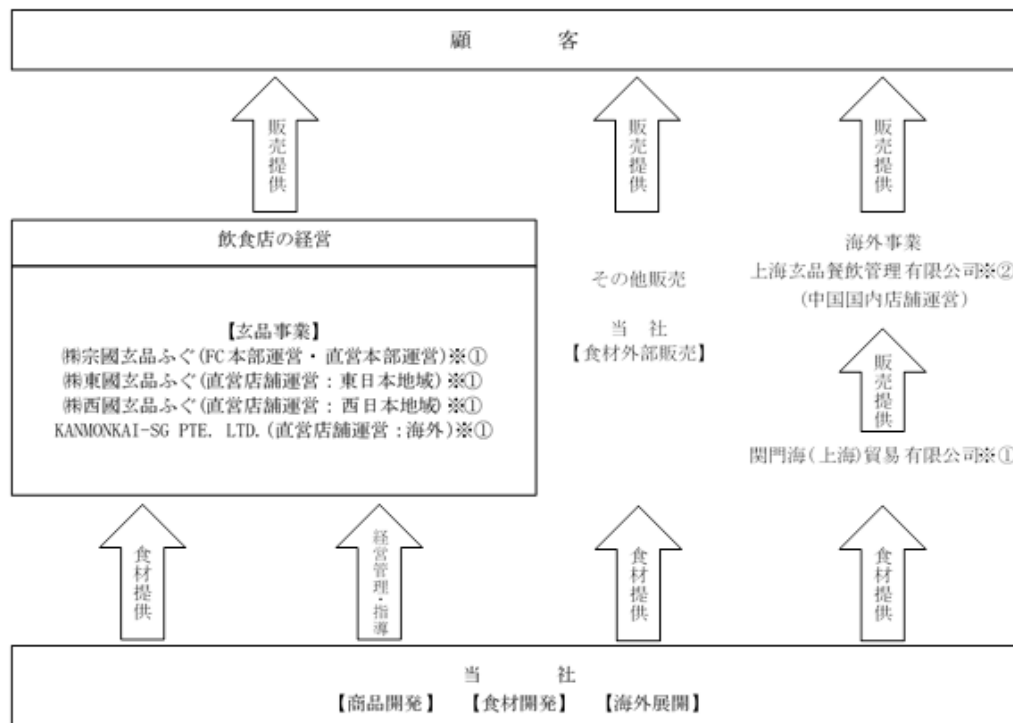 顧　客
販売提供
販売提供
販売提供
飲食店の経営
【玄品事業】
㈱宗國玄品ふぐ(FC本部運営・直営本部運営)※①
㈱東國玄品ふぐ(直営店舗運営：東日本地域)※①
㈱西國玄品ふぐ(直営店舗運営：西日本地域)※①
KANMONKAI-SG PTE. LTD.(直営店舗運営：海外)※①
その他販売
当　社
【食材外部販売】
海外事業
上海玄品餐飲管理有限公司※②
(中国国内店舗運営)
販売提供
関門海(上海)貿易有限公司※①
食材提供
経営管理・指導
食材提供
食材提供
当　社
【商品開発】　【食材開発】　【海外展開】